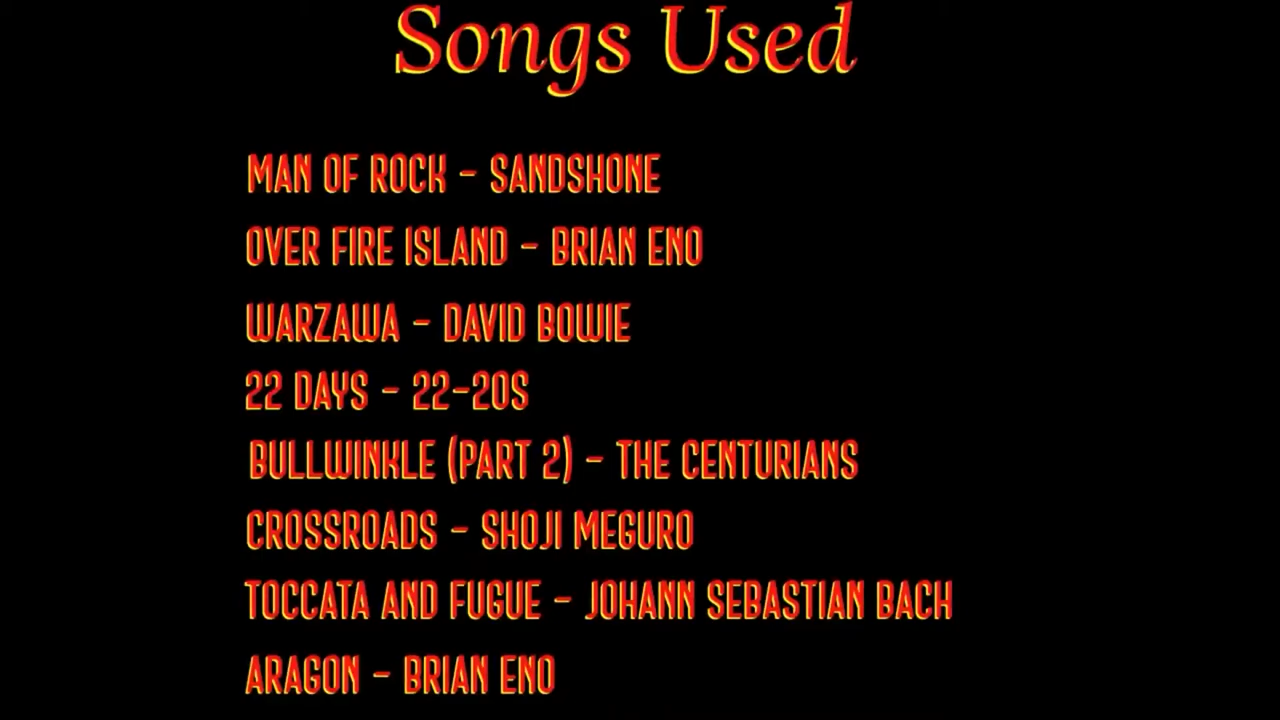 Songs Used
MAN OF ROCK - SANDSHONE
OVER FIRE ISLAND - BRIAN ENO
WARZAWA - DAVID BOWIE
22 DAYS - 22-20S
BULLWINKLE (PART 2) - THE CENTURIANS
CROSSROADS - SHOJI MEGURO
TOCCATA AND FUGUE - JOHANN SEBASTIAN BACH
ARAGON - BRIAN ENO